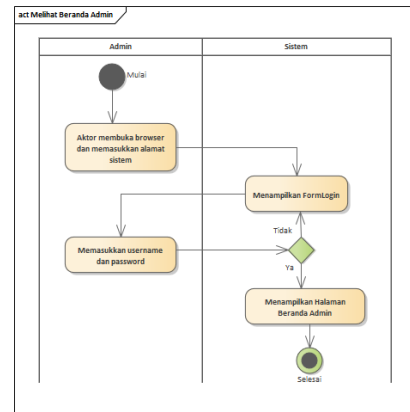 act Melihat Beranda Admin
Admin
Sistem
Mulai
Aktor membuka browser
dan memasukkan alamat
sistem
Menampilkan FormLogin
Tidak
Memasukkan username
dan password
Ya
Menampilkan Halaman
Beranda Admin
Selesai